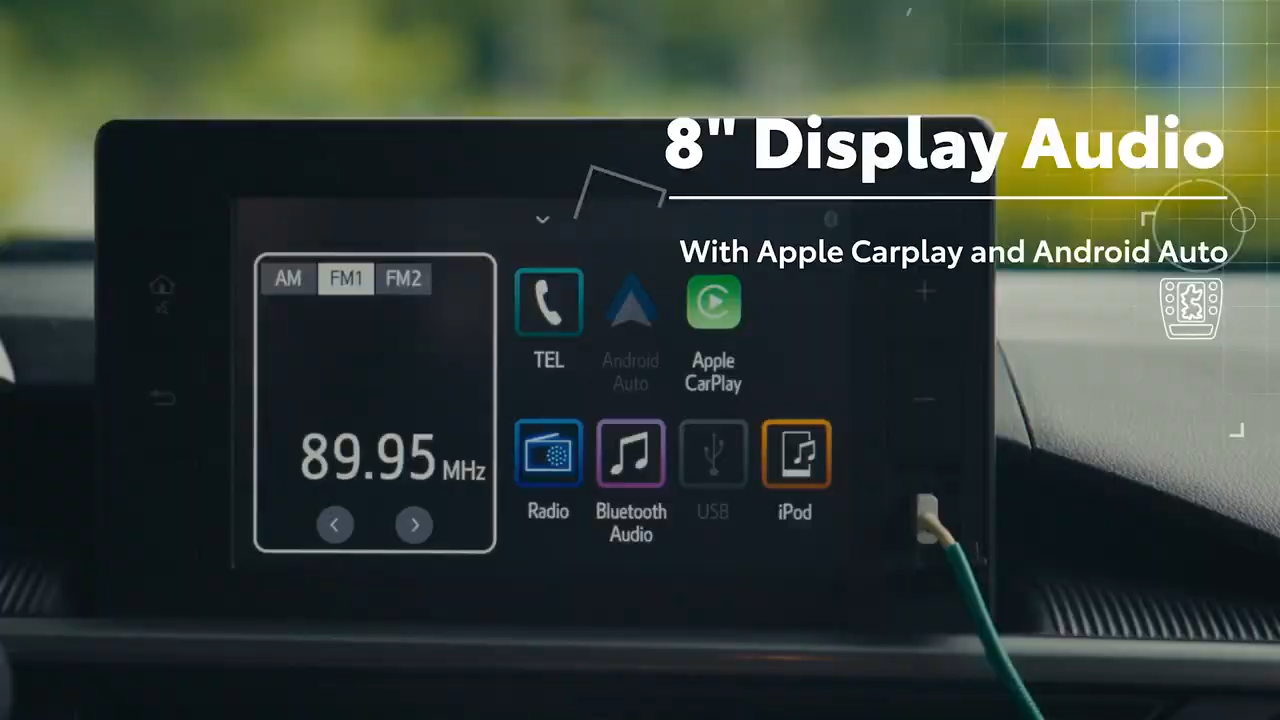 8" Display Audio
With Apple Carplay and Android Auto
AM FM1 FM2
89.95 MHz
TEL
Android
Auto
Apple
CarPlay
Radio
Bluetooth
Audio
USB
iPod